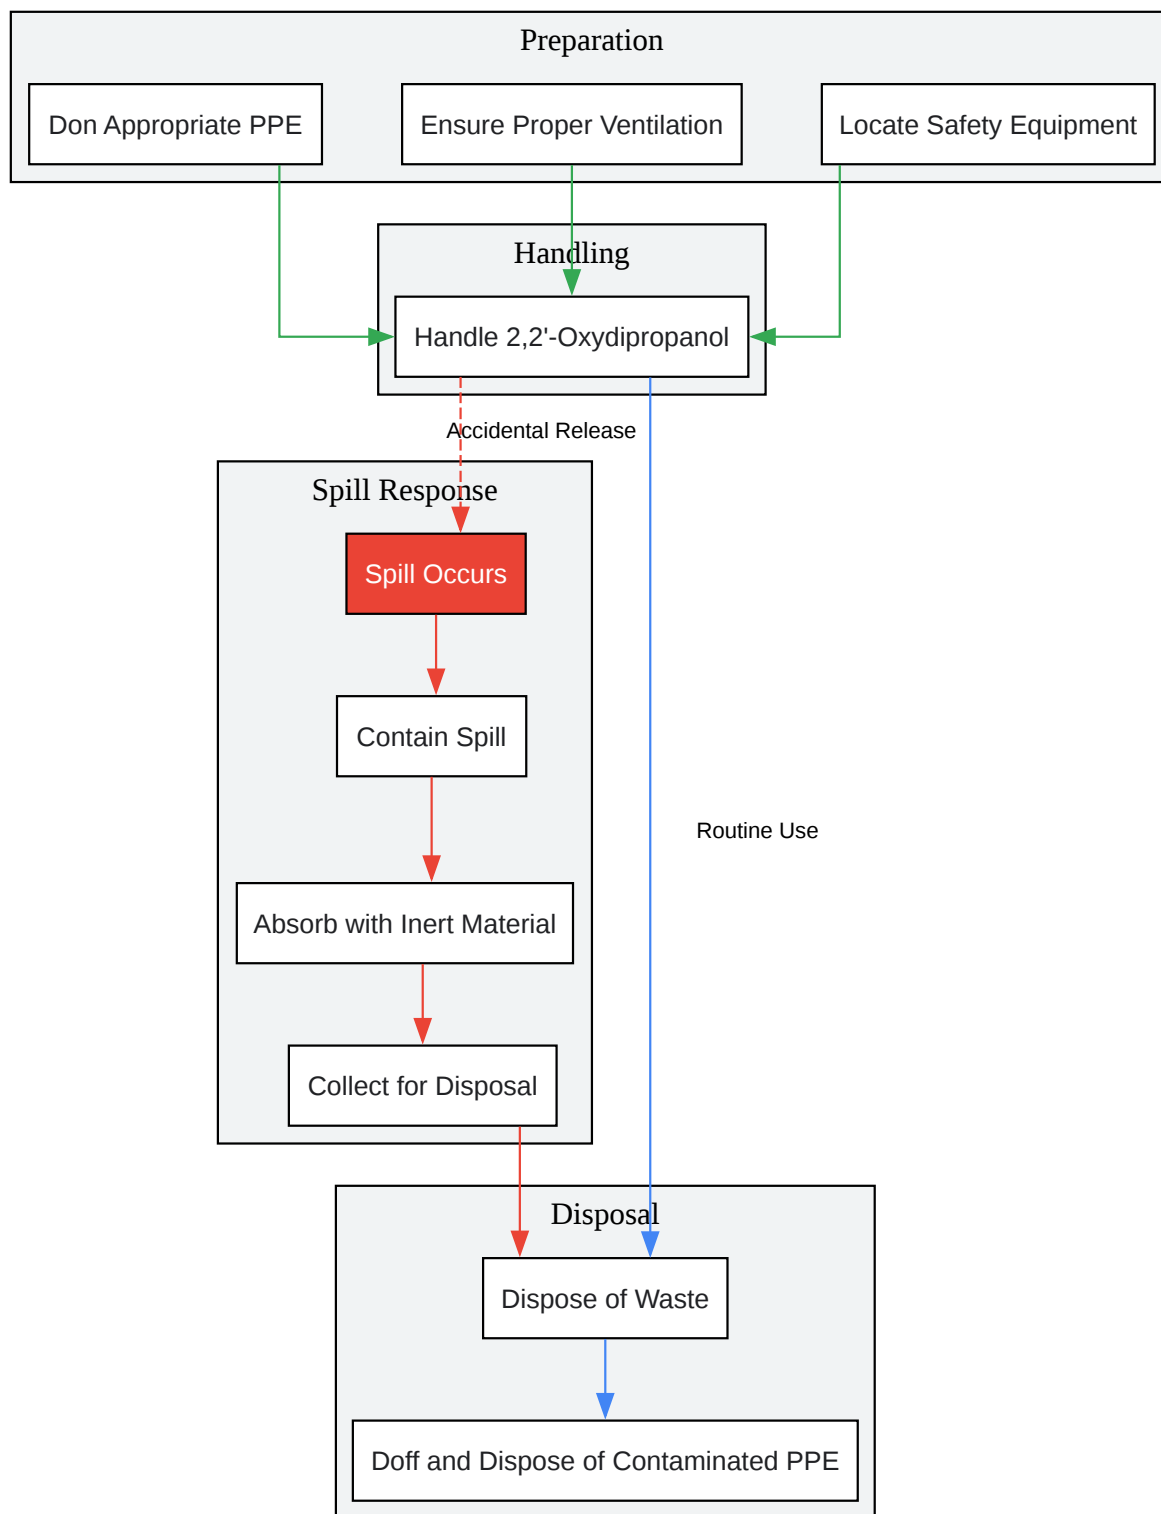 Preparation
Don Appropriate PPE
Ensure Proper Ventilation
Locate Safety Equipment
Handling
Handle 2,2'-Oxydipropanol
Accidental Release
Spill Response
Spill Occurs
Contain Spill
Routine Use
Absorb with Inert Material
Collect for Disposal
Disposal
Dispose of Waste
Doff and Dispose of Contaminated PPE